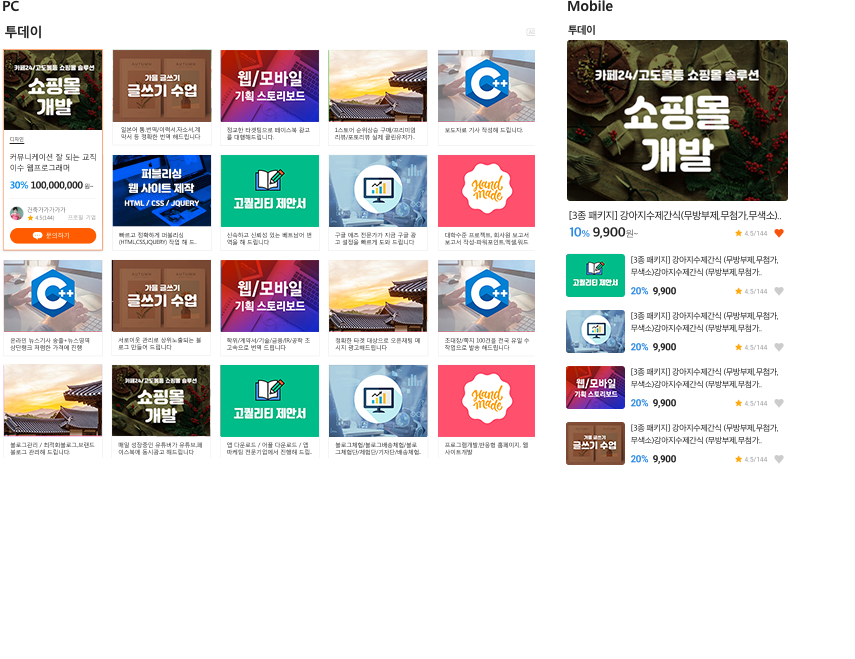 PC
투데이
카페24/고도몰등 쇼핑몰 솔루션
쇼핑몰
개발
디자인
커뮤니케이션 잘 되는 교직
이수 웹프로그래머
30% 100,000,000 원~
건축가가가가가
4.5(144)
프로필 기업
문의하기
가을 글쓰기
글쓰기 수업
일본어 통.번역/이력서,자소서,계
약서 등 정확한 번역 해드립니다
웹/모바일
기획 스토리보드
정교한 타겟팅으로 페이스북 광고
를 대행해드립니다.
1스토어 순위상승 구매/프리미엄
리뷰/포토리뷰 실제 클린유저가..
C++
보도자료 기사 작성해 드립니다
퍼블리싱
웹 사이트 제작
HTML / CSS / JQUERY
빠르고 정확하게 퍼블리싱
(HTML,CSS,JQUERY) 작업 해 드.
고퀄리티 제안서
신속하고 신뢰성 있는 베트남어 번
역을 해 드립니다
구글 애즈 전문가가 지금 구글 광
고 설정을 빠르게 도와 드립니다
Hand
made
대학수준 프로젝트, 회사원 보고서
보고서 작성-파워포인트,엑셀,워드
C++
온라인 뉴스기사 송출+뉴스영역
상단랭크 저렴한 가격에 진행
가을 글쓰기
글쓰기 수업
서로이웃 관리로 상위노출되는 블
로그 만들어 드립니다
웹/모바일
기획 스토리보드
학위/계약서/기술/금융/IR/공학 초
고속으로 번역 드립니다
정확한 타겟 대상으로 오픈채팅 메
시지 광고해드립니다
C++
초대장/쪽지 100건을 전국 유일 수
작업으로 발송 해드립니다
블로그관리 / 최적화블로그,브랜드
블로그 관리해 드립니다.
카페24/고도몰등 쇼핑몰 솔루션
쇼핑몰
개발
매일 성장중인 유튜버가 유튜브,페
이스북에 동시광고 해드립니다
고퀄리티 제안서
앱 다운로드 / 어플 다운로드 / 앱
마케팅 전문기업에서 진행해 드립.
블로그체험/블로그배송체험/블로
그체험단/체험단/기자단/배송체험..
Hand
made
프로그램개발,반응형 홈페이지, 웹
사이트개발
Mobile
투데이
카페24/고도몰등 쇼핑몰 솔루션
쇼핑몰
개발
[3종 패키지] 강아지수제간식(무방부제,무첨가,무색소)..
10% 9,900원~
4.5/144
고퀄리티 제안서
[3종 패키지] 강아지수제간식 (무방부제,무첨가,
무색소)강아지수제간식 (무방부제,무첨가..
20% 9,900
4.5/144
[3종 패키지] 강아지수제간식 (무방부제,무첨가,
무색소)강아지수제간식 (무방부제,무첨가..
20% 9,900
4.5/144
웹/모바일
기획 스토리보드
[3종 패키지] 강아지수제간식 (무방부제,무첨가,
무색소)강아지수제간식 (무방부제,무첨가..
20% 9,900
4.5/144
가을 글쓰기
글쓰기 수업
[3종 패키지] 강아지수제간식 (무방부제,무첨가,
무색소)강아지수제간식 (무방부제,무첨가..
20% 9,900
4.5/144